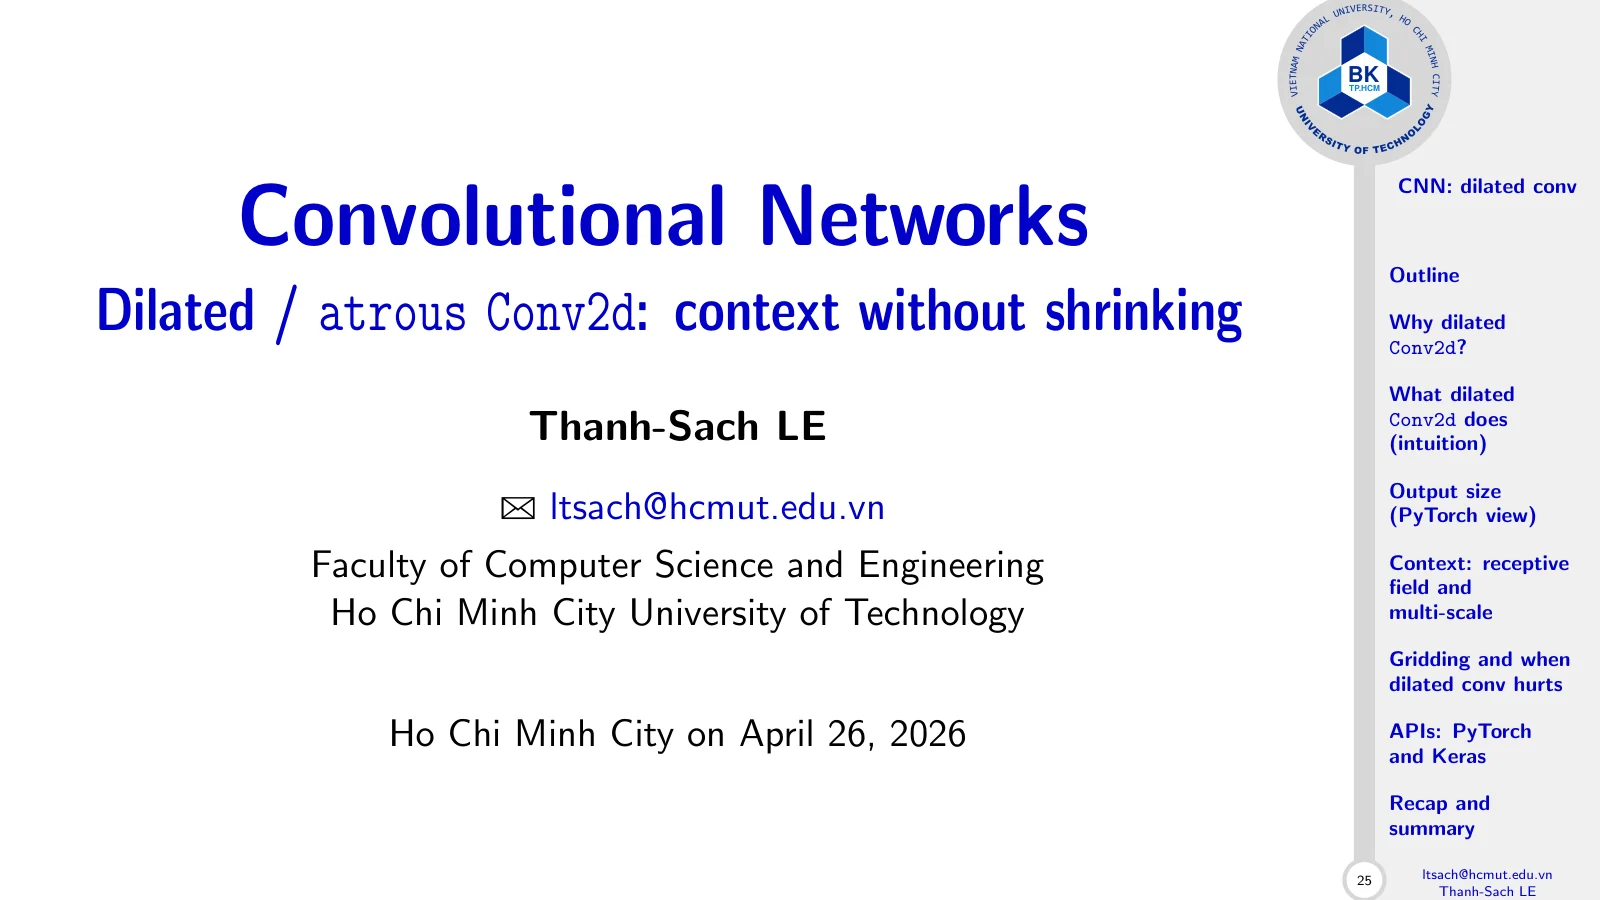 Convolutional Networks
Dilated / atrous Conv2d: context without shrinking
Thanh-Sach LE
ltsach@hcmut.edu.vn
Faculty of Computer Science and Engineering
Ho Chi Minh City University of Technology
Ho Chi Minh City on April 26, 2026
VIETNAM NATIONAL UNIVERSITY, HO CHI MINH CITY
BK
TP.HCM
UNIVERSITY OF TECHNOLOGY
CNN: dilated conv
Outline
Why dilated
Conv2d?
What dilated
Conv2d does
(intuition)
Output size
(PyTorch view)
Context: receptive
field and
multi-scale
Gridding and when
dilated conv hurts
APIs: PyTorch
and Keras
Recap and
summary
25
ltsach@hcmut.edu.vn
Thanh-Sach LE